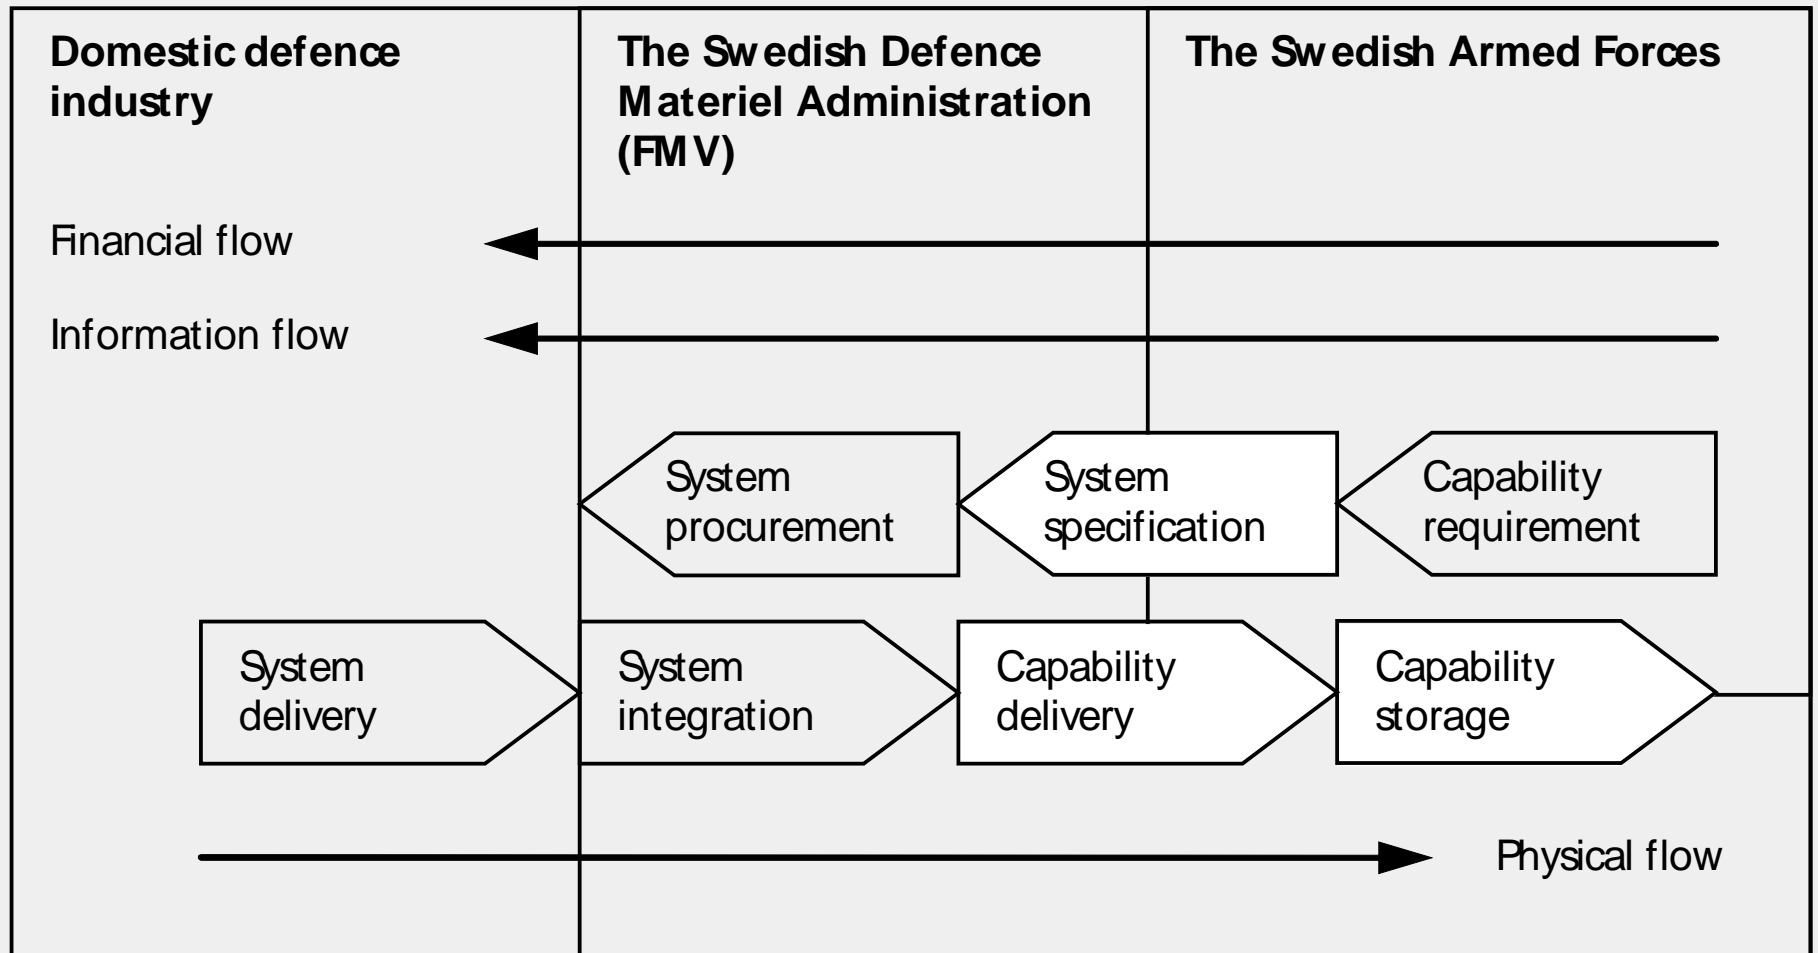 Domestic defence
industry
The Swedish Defence
Materiel Administration
(FMV)
The Swedish Armed Forces
Financial flow
Information flow
System
procurement
System
specification
Capability
requirement
System
delivery
System
integration
Capability
delivery
Capability
storage
Physical flow